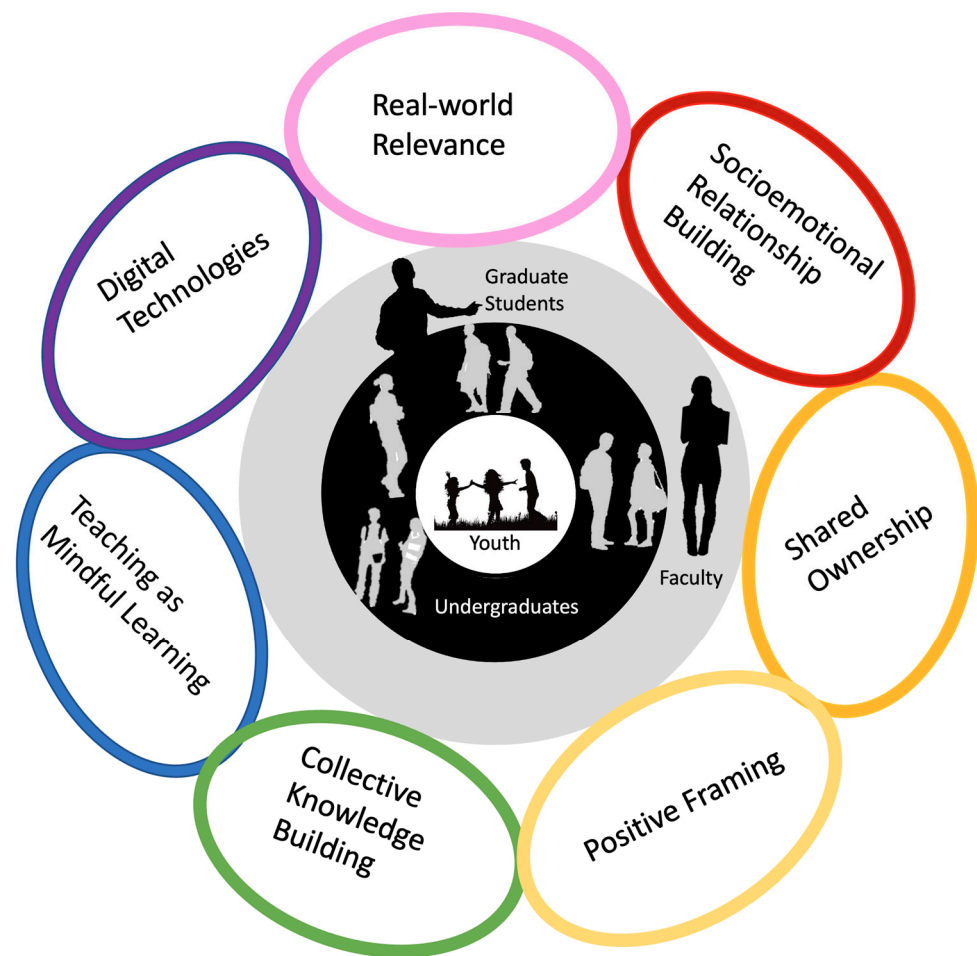 Real-world
Relevance
Socioemotional
Relationship
Building
Shared
Ownership
Positive Framing
Collective
Knowledge
Building
Teaching as
Mindful Learning
Digital
Technologies
Graduate
Students
Faculty
Undergraduates
Youth